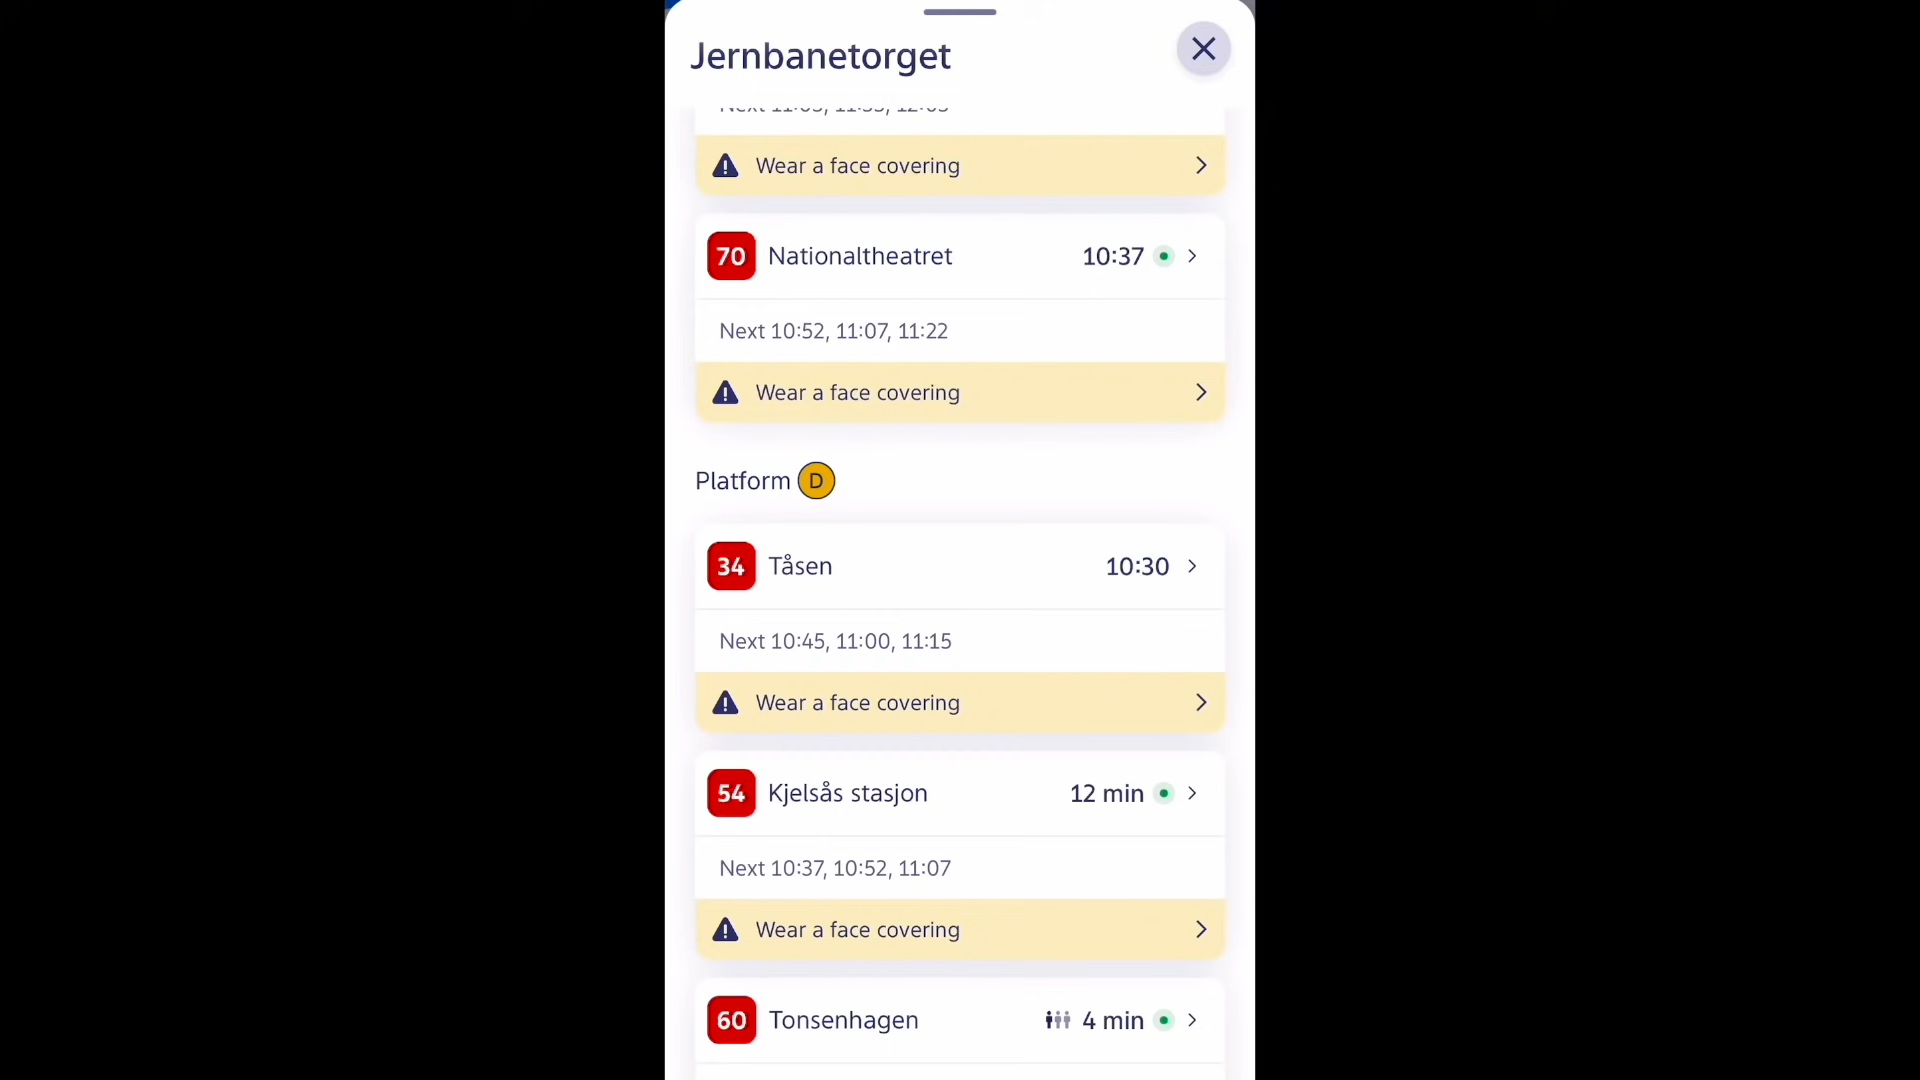 Jernbanetorget
Wear a face covering
70 Nationaltheatret 10:37
Next 10:52, 11:07, 11:22
Wear a face covering
Platform D
34 Tåsen 10:30
Next 10:45, 11:00, 11:15
Wear a face covering
54 Kjelsås stasjon 12 min
Next 10:37, 10:52, 11:07
Wear a face covering
60 Tonsenhagen 4 min